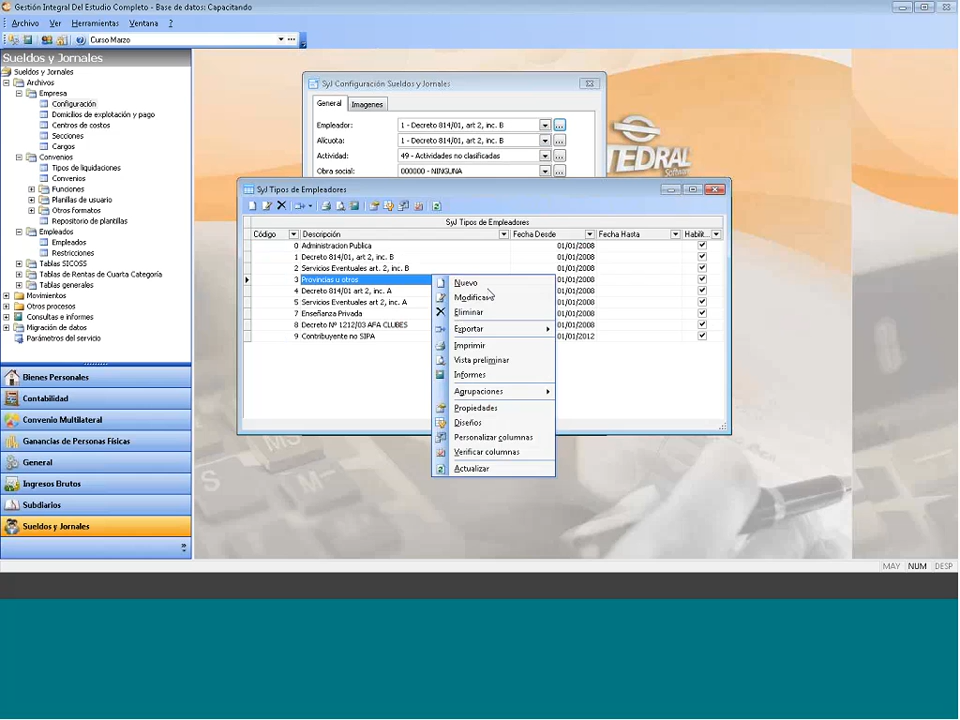 Gestión Integral Del Estudio Completo - Base de datos: Capacitando
Archivo Ver Herramientas Ventana ?
Curso Marzo
Sueldos y Jornales
Sueldos y Jornales
Archivos
Empresa
Configuración
Domicilios de explotación y pago
Centros de costos
Secciones
Cargos
Convenios
Tipos de liquidaciones
Convenios
Funciones
Planillas de usuario
Otros formatos
Repositorio de plantillas
Empleados
Empleados
Restricciones
Tablas SICOSS
Tablas de Rentas de Cuarta Categoría
Tablas generales
Movimientos
Otros procesos
Consultas e informes
Migración de datos
Parámetros del servicio
Bienes Personales
Contabilidad
Convenio Multilateral
Ganancias de Personas Físicas
General
Ingresos Brutos
Subdiarios
Sueldos y Jornales
SyJ Configuración Sueldos y Jornales
General Imagenes
Empleador: 1 - Decreto 814/01, art 2, inc. B
Alícuota: 1 - Decreto 814/01, art 2, inc. B
Actividad: 49 - Actividades no clasificadas
Obra social: 000000 - NINGUNA
TEDRAL
Software
SyJ Tipos de Empleadores
SyJ Tipos de Empleadores
Código Descripción Fecha Desde Fecha Hasta Habilit...
0 Administracion Publica 01/01/2008
1 Decreto 814/01, art 2, inc. B 01/01/2008
2 Servicios Eventuales art. 2, inc. B 01/01/2008
3 Provincias u otros 01/01/2008
4 Decreto 814/01 art 2, inc. A 01/01/2008
5 Servicios Eventuales art 2, inc. A 01/01/2008
7 Enseñanza Privada 01/01/2008
8 Decreto Nº 1212/03 AFA CLUBES 01/01/2008
9 Contribuyente no SIPA 01/01/2012
Nuevo
Modificar
Eliminar
Exportar
Imprimir
Vista preliminar
Informes
Agrupaciones
Propiedades
Diseños
Personalizar columnas
Verificar columnas
Actualizar
MAY NUM DESP